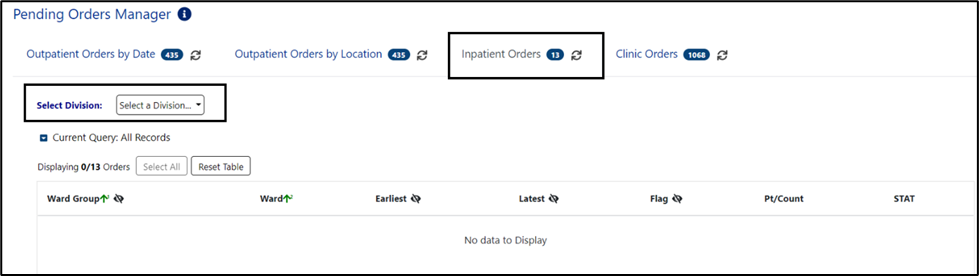 Pending Orders Manager
Outpatient Orders by Date 435 Outpatient Orders by Location 435 Inpatient Orders 13 Clinic Orders 1068
Select Division: Select a Division...
Current Query: All Records
Displaying 0/13 Orders Select All Reset Table
Ward Group Ward Earliest Latest Flag Pt/Count STAT
No data to Display